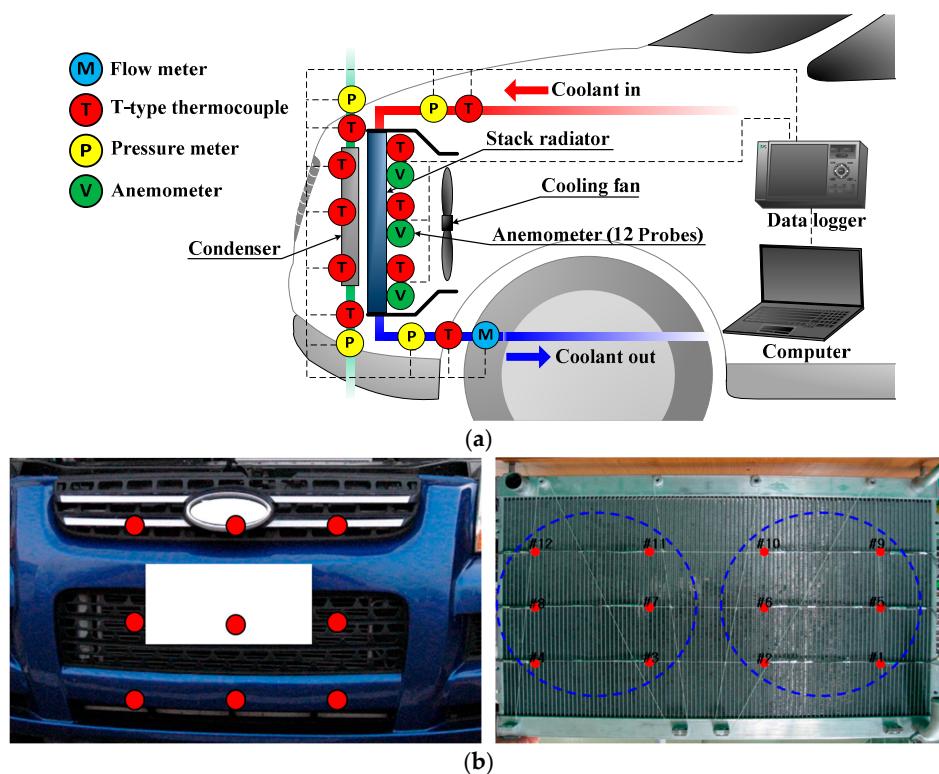 M Flow meter
T T-type thermocouple
P Pressure meter
V Anemometer
P
T
T
T
T
T
P
Condenser
P T
Coolant in
Stack radiator
T
V
T
V
T
V
Cooling fan
Anemometer (12 Probes)
P T M
Coolant out
Data logger
Computer
(a)
#12 #11 #10 #9
#8 #7 #6 #5
#4 #3 #2 #1
(b)